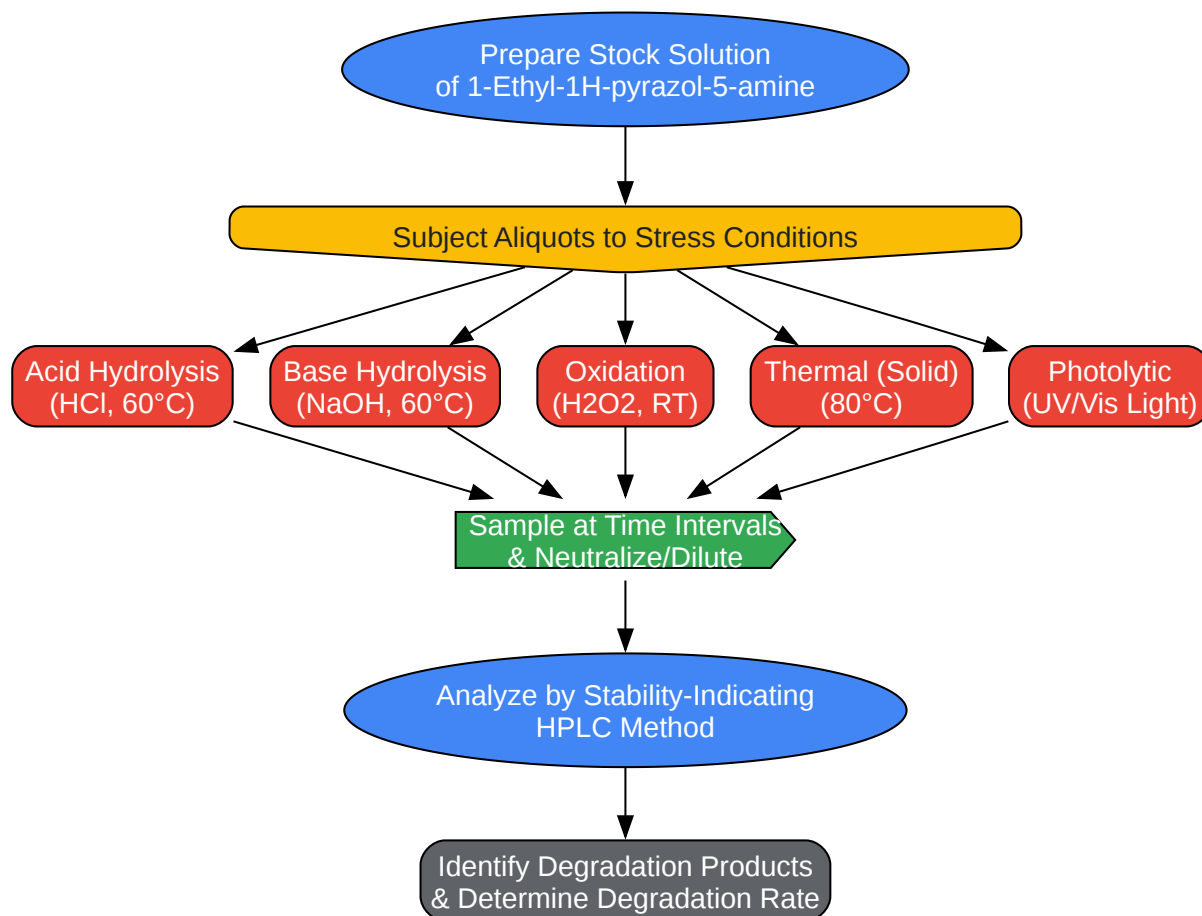 Prepare Stock Solution
of 1-Ethyl-1H-pyrazol-5-amine
Subject Aliquots to Stress Conditions
Acid Hydrolysis
(HCl, 60°C)
Base Hydrolysis
(NaOH, 60°C)
Oxidation
(H2O2, RT)
Thermal (Solid)
(80°C)
Photolytic
(UV/Vis Light)
Sample at Time Intervals
& Neutralize/Dilute
Analyze by Stability-Indicating
HPLC Method
Identify Degradation Products
& Determine Degradation Rate